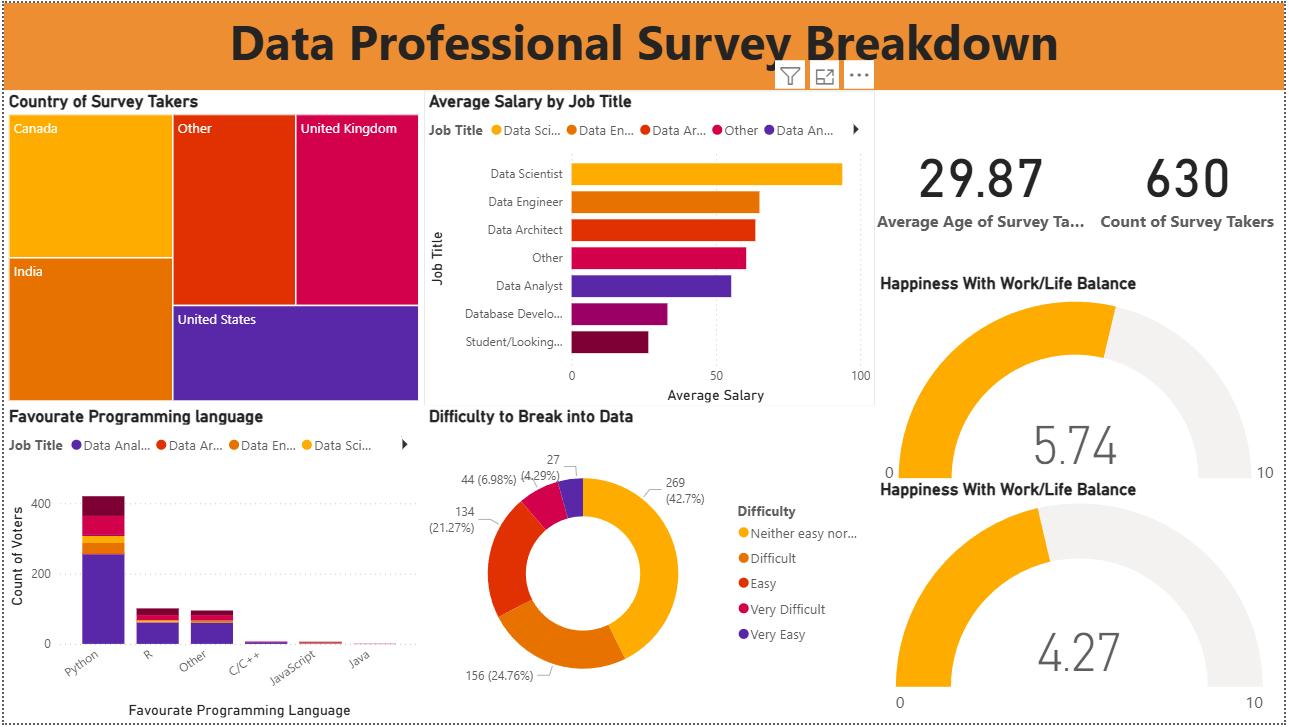 Data Professional Survey Breakdown
Country of Survey Takers
Canada
Other
United Kingdom
India
United States
Average Salary by Job Title
Job Title Data Sci... Data En... Data Ar... Other Data An...
Job Title
Data Scientist
Data Engineer
Data Architect
Other
Data Analyst
Database Develo...
Student/Looking...
0 50 100
Average Salary
29.87
Average Age of Survey Ta...
630
Count of Survey Takers
Happiness With Work/Life Balance
5.74
0 10
Favourate Programming language
Job Title Data Anal... Data Ar... Data En... Data Sci...
Count of Voters
400
200
0
Python R Other C/C++ JavaScript Java
Favourate Programming Language
Difficulty to Break into Data
27
(4.29%)
44 (6.98%)
269
(42.7%)
134
(21.27%)
156 (24.76%)
Difficulty
Neither easy nor...
Difficult
Easy
Very Difficult
Very Easy
Happiness With Work/Life Balance
4.27
0 10